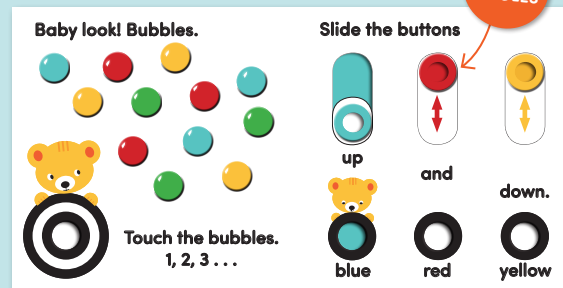 Baby look! Bubbles.
Touch the bubbles.
1, 2, 3 . . .
Slide the buttons
up
and
down.
blue
red
yellow